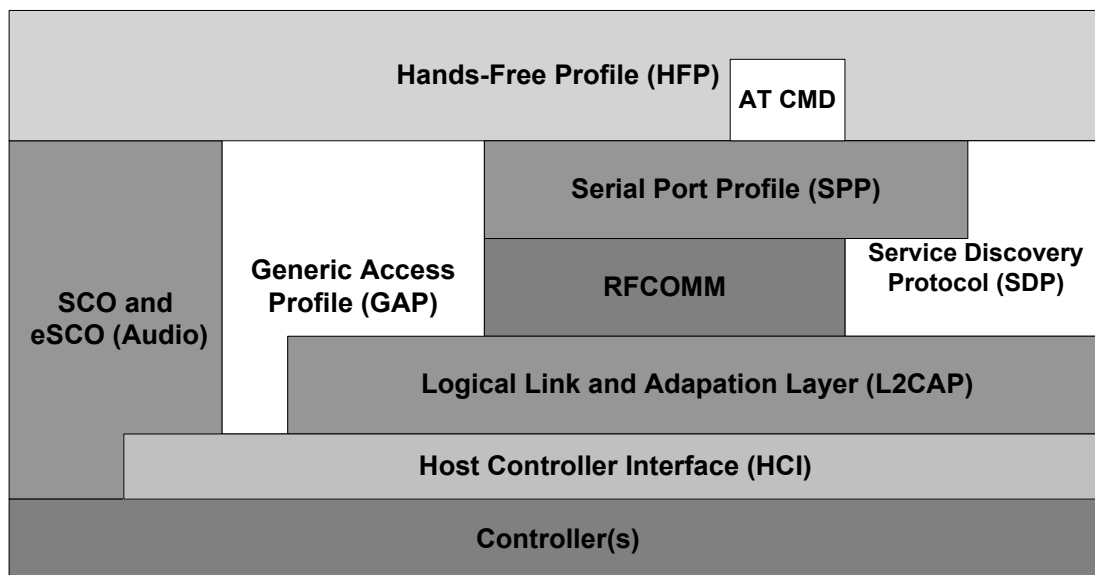 Hands-Free Profile (HFP)
AT CMD
Serial Port Profile (SPP)
Generic Access
Profile (GAP)
RFCOMM
Service Discovery
Protocol (SDP)
SCO and
eSCO (Audio)
Logical Link and Adapation Layer (L2CAP)
Host Controller Interface (HCI)
Controller(s)